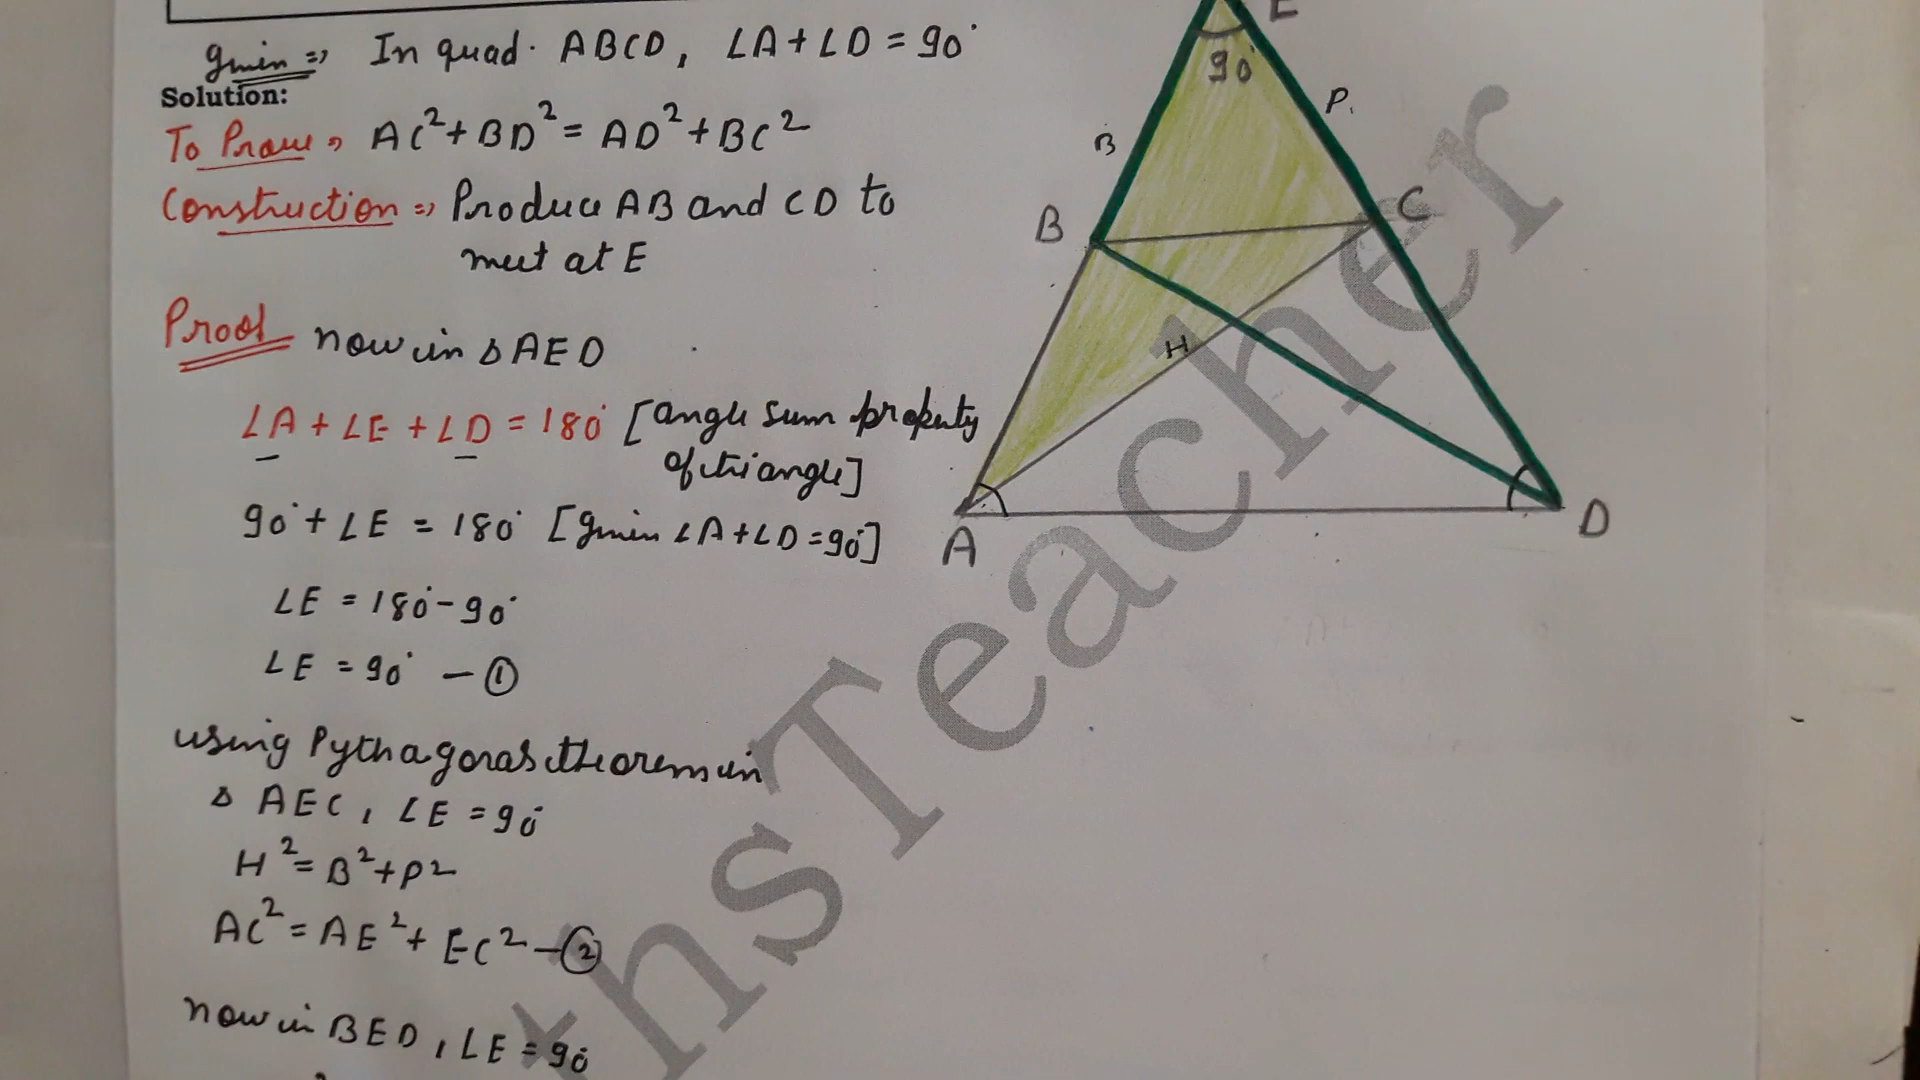 Given ⇒ In quad. ABCD, ∠A+∠D = 90°
Solution:
To Prove ⇒ AC²+BD² = AD²+BC²
Construction ⇒ Produce AB and CD to
meet at E
Proof now in △AED
∠A + ∠E + ∠D = 180° [angle sum property
of triangle]
90° + ∠E = 180° [given ∠A+∠D = 90°]
∠E = 180° - 90°
∠E = 90° — ①
using Pythagoras theorem in
△ AEC, ∠E = 90°
H² = B² + P²
AC² = AE² + EC² — ②
now in BED, ∠E = 90°
E
90°
P.
B
B
C
H
A
D
thsTeacher